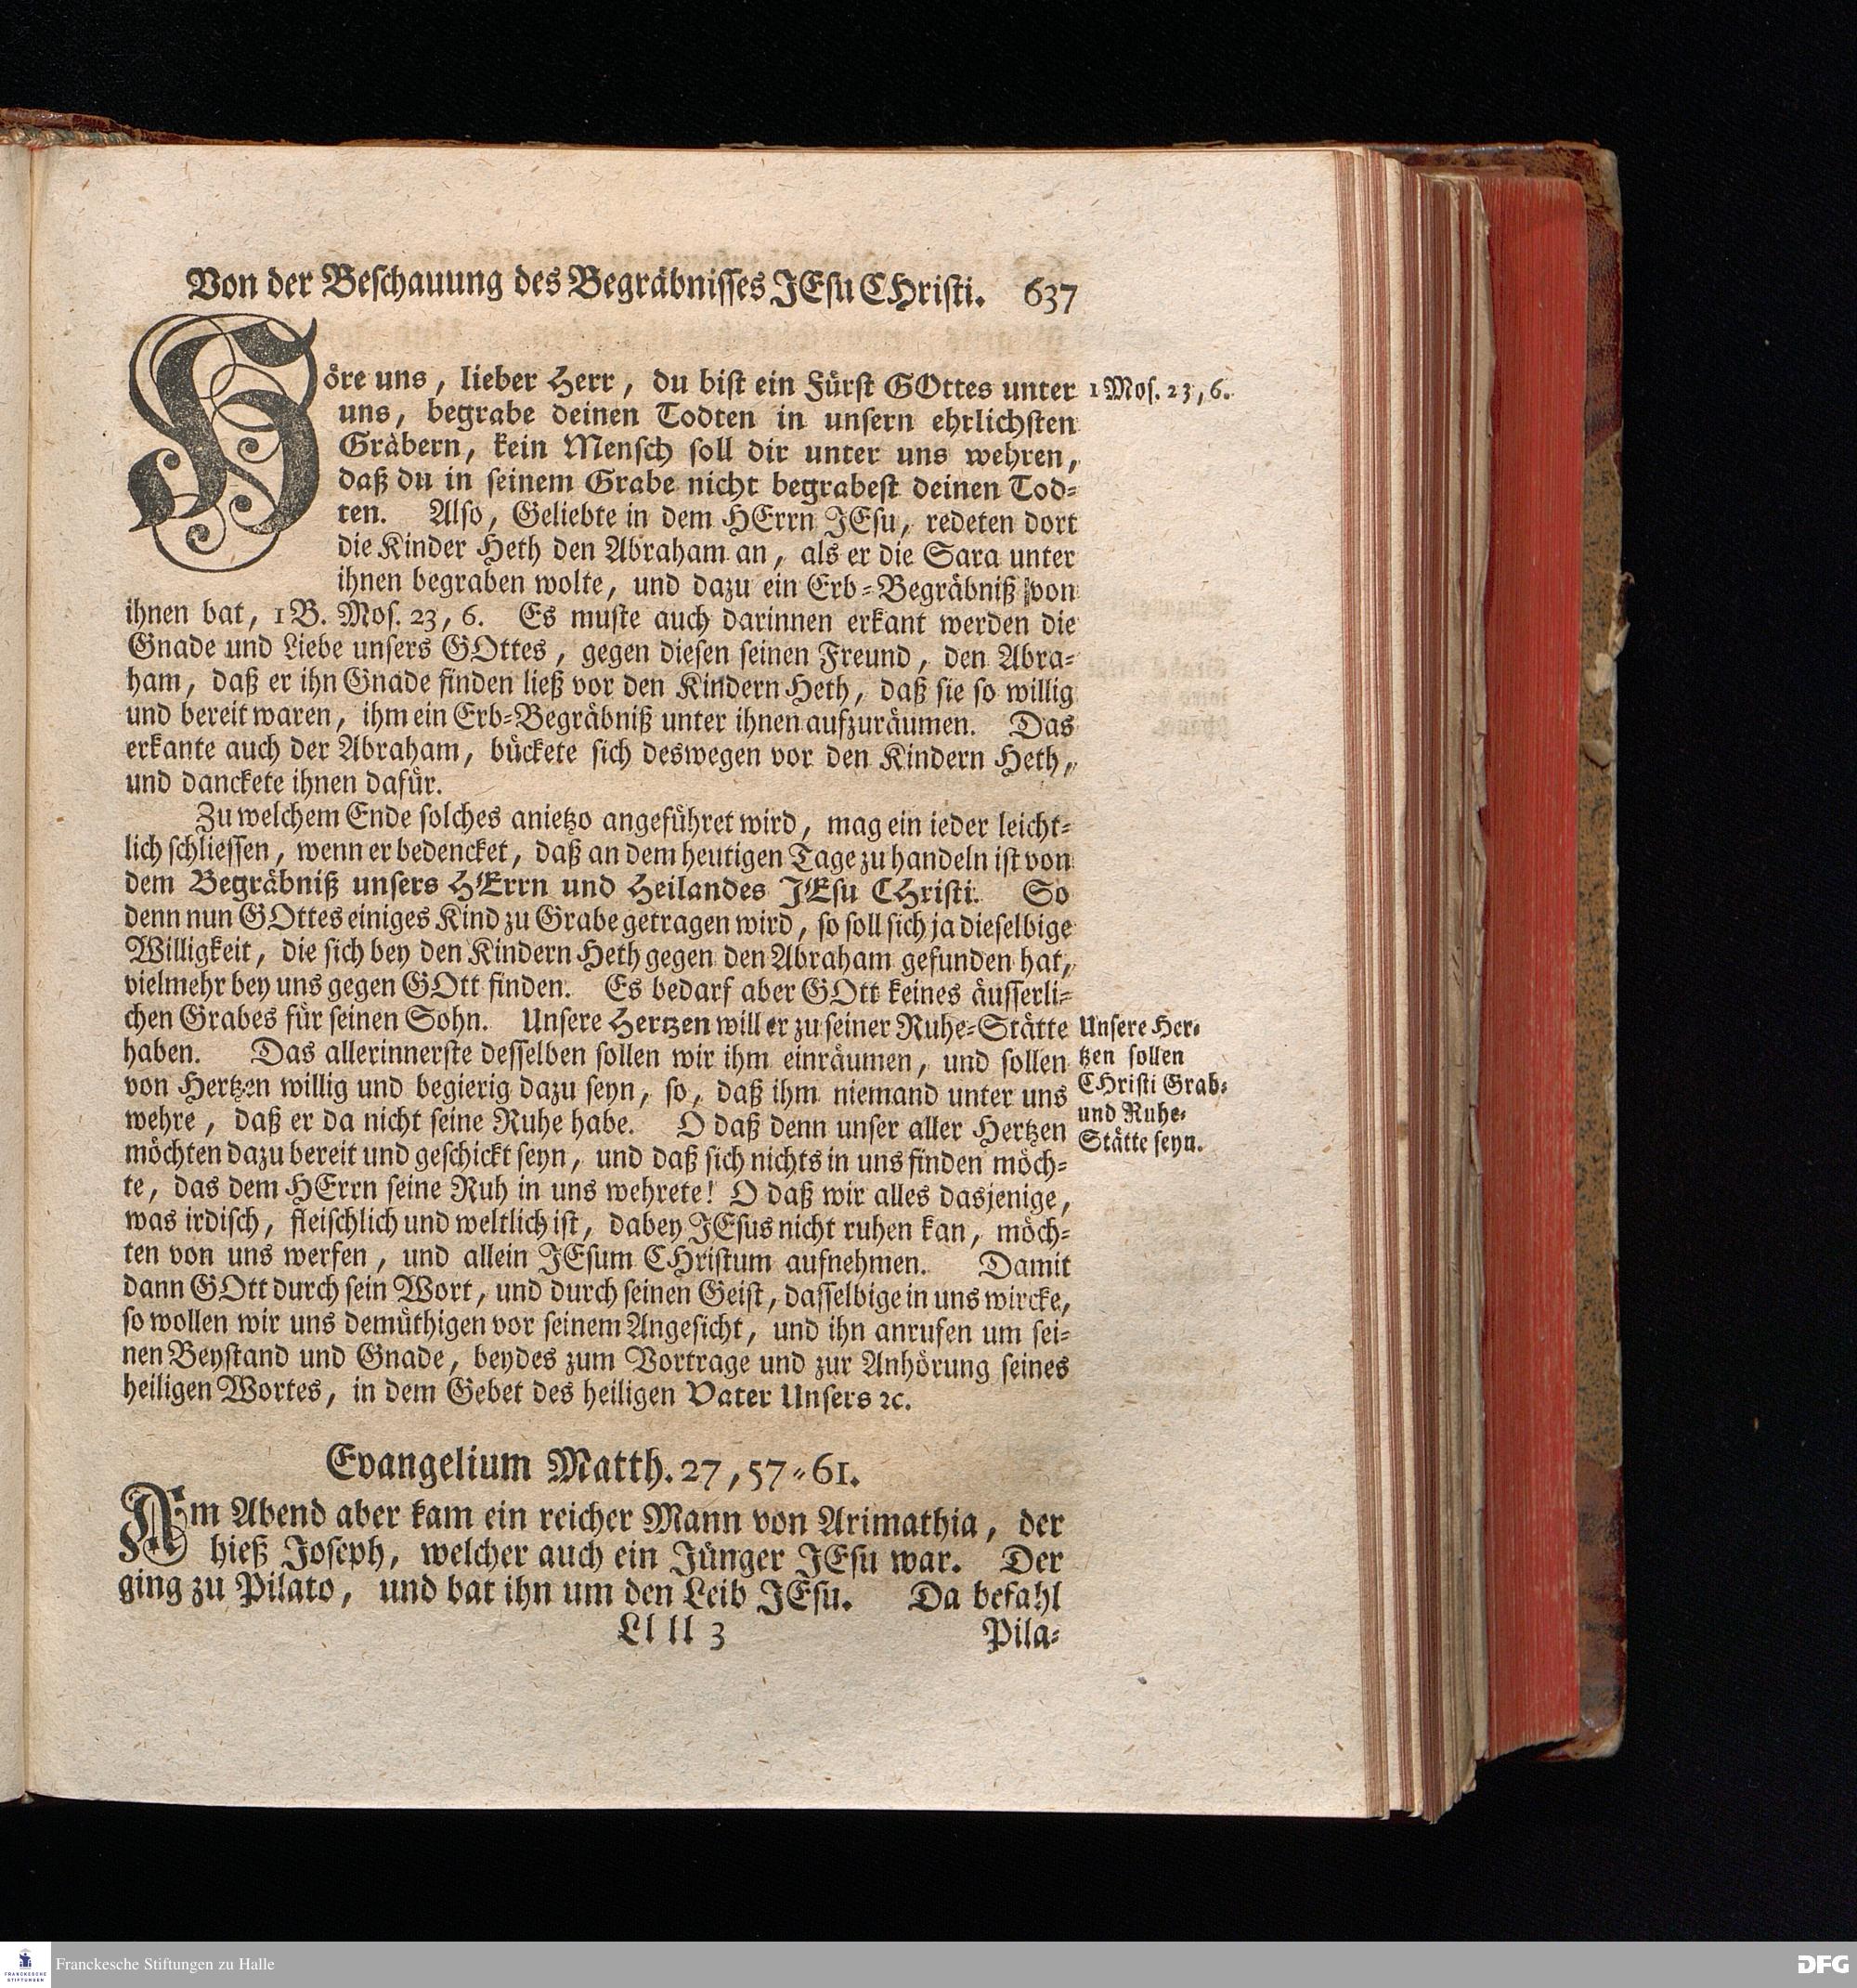 Von der Beschauung des Begräbnisses JEsu CHristi. 637
Höre uns, lieber Herr, du bist ein Fürst GOttes unter
1 Mos. 23, 6.
uns, begrabe deinen Todten in unsern ehrlichsten
Gräbern, kein Mensch soll dir unter uns wehren,
daß du in seinem Grabe nicht begrabest deinen Tod-
ten. Also, Geliebte in dem HErrn JEsu, redeten dort
die Kinder Heth den Abraham an, als er die Sara unter
ihnen begraben wolte, und dazu ein Erb-Begräbniß von
ihnen bat, 1 B. Mos. 23, 6. Es muste auch darinnen erkant werden die
Gnade und Liebe unsers GOttes, gegen diesen seinen Freund, den Abra-
ham, daß er ihn Gnade finden ließ vor den Kindern Heth, daß sie so willig
und bereit waren, ihm ein Erb-Begräbniß unter ihnen aufzuräumen. Das
erkante auch der Abraham, bückete sich deswegen vor den Kindern Heth,
und danckete ihnen dafür.
Zu welchem Ende solches anietzo angeführet wird, mag ein ieder leicht-
lich schliessen, wenn er bedencket, daß an dem heutigen Tage zu handeln ist von
dem Begräbniß unsers HErrn und Heilandes JEsu CHristi. So
denn nun GOttes einiges Kind zu Grabe getragen wird, so soll sich ja dieselbige
Willigkeit, die sich bey den Kindern Heth gegen den Abraham gefunden hat,
vielmehr bey uns gegen GOtt finden. Es bedarf aber GOtt keines äusserli-
chen Grabes für seinen Sohn. Unsere Hertzen will er zu seiner Ruhe-Stätte
haben. Das allerinnerste desselben sollen wir ihm einräumen, und sollen
von Hertzen willig und begierig dazu seyn, so, daß ihm niemand unter uns
wehre, daß er da nicht seine Ruhe habe. O daß denn unser aller Hertzen
möchten dazu bereit und geschickt seyn, und daß sich nichts in uns finden möch-
te, das dem HErrn seine Ruh in uns wehrete! O daß wir alles dasjenige,
was irdisch, fleischlich und weltlich ist, dabey JEsus nicht ruhen kan, möch-
ten von uns werfen, und allein JEsum CHristum aufnehmen. Damit
dann GOtt durch sein Wort, und durch seinen Geist, dasselbige in uns wircke,
so wollen wir uns demüthigen vor seinem Angesicht, und ihn anrufen um sei-
nen Beystand und Gnade, beydes zum Vortrage und zur Anhörung seines
heiligen Wortes, in dem Gebet des heiligen Vater Unsers ꝛc.
Unsere Her-
tzen sollen
CHristi Grab-
und Ruhe-
Stätte seyn.
Evangelium Matth. 27, 57-61.
Am Abend aber kam ein reicher Mann von Arimathia, der
hieß Joseph, welcher auch ein Jünger JEsu war. Der
ging zu Pilato, und bat ihn um den Leib JEsu. Da befahl
Ll ll 3
Pila-
FRANCKESCHE
STIFTUNGEN
Franckesche Stiftungen zu Halle
DFG